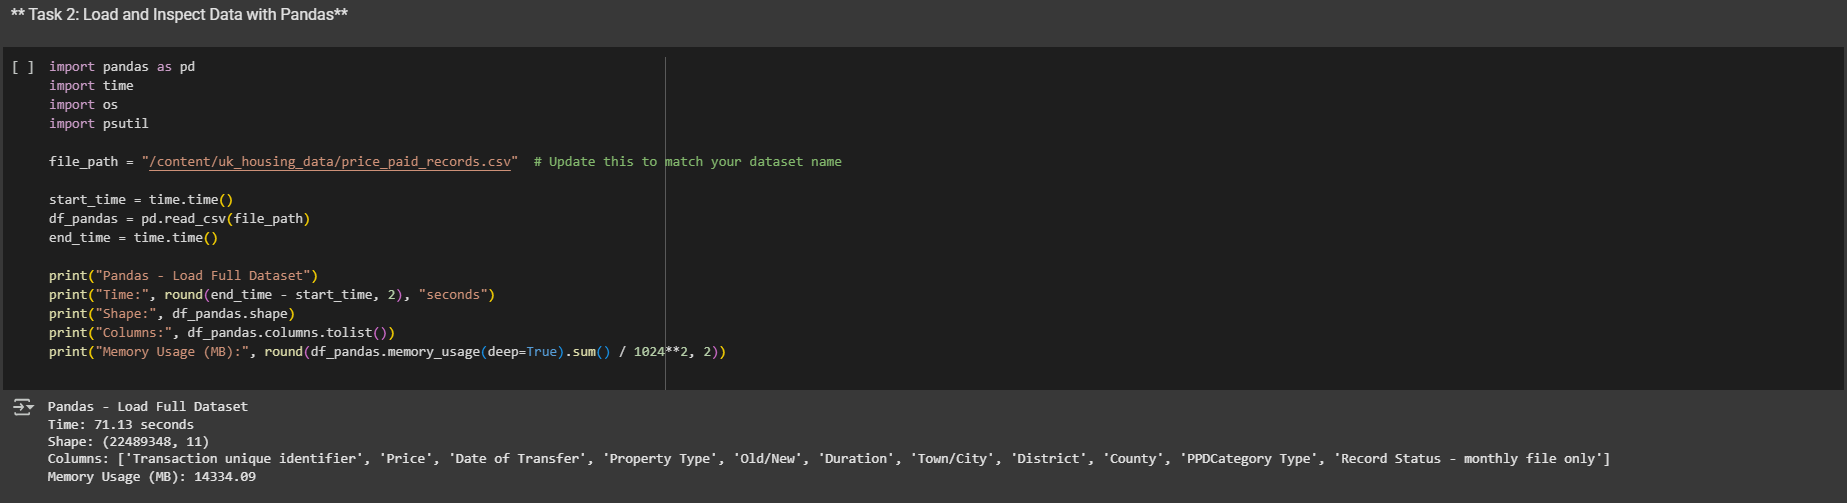 ** Task 2: Load and Inspect Data with Pandas**
[ ] import pandas as pd
import time
import os
import psutil
file_path = "/content/uk_housing_data/price_paid_records.csv"  # Update this to match your dataset name
start_time = time.time()
df_pandas = pd.read_csv(file_path)
end_time = time.time()
print("Pandas - Load Full Dataset")
print("Time:", round(end_time - start_time, 2), "seconds")
print("Shape:", df_pandas.shape)
print("Columns:", df_pandas.columns.tolist())
print("Memory Usage (MB):", round(df_pandas.memory_usage(deep=True).sum() / 1024**2, 2))
Pandas - Load Full Dataset
Time: 71.13 seconds
Shape: (22489348, 11)
Columns: ['Transaction unique identifier', 'Price', 'Date of Transfer', 'Property Type', 'Old/New', 'Duration', 'Town/City', 'District', 'County', 'PPDCategory Type', 'Record Status - monthly file only']
Memory Usage (MB): 14334.09